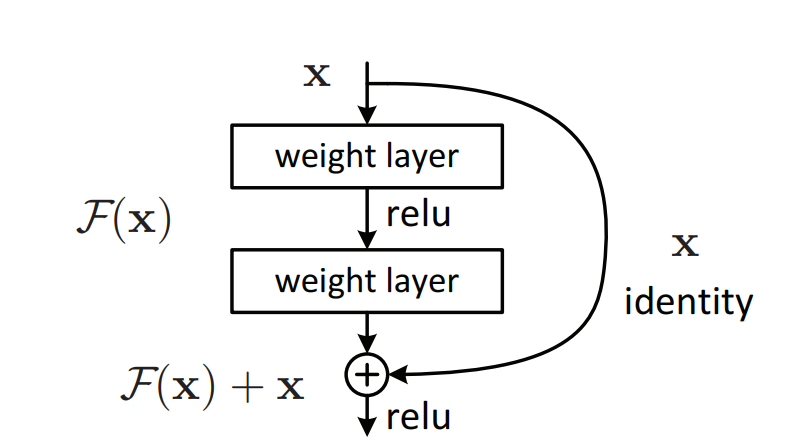 x
weight layer
F(x)
relu
x
weight layer
identity
F(x) + x
+
relu